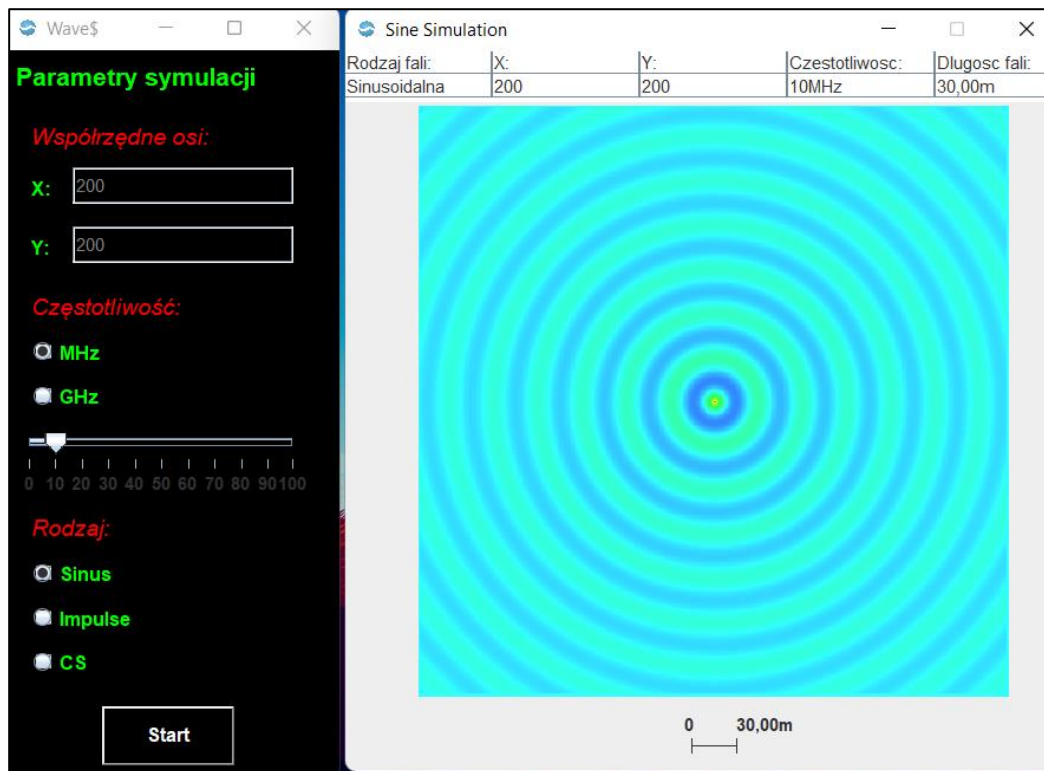 Wave$
Parametry symulacji
Współrzędne osi:
X: 200
Y: 200
Częstotliwość:
MHz
GHz
0 10 20 30 40 50 60 70 80 90 100
Rodzaj:
Sinus
Impulse
CS
Start
Sine Simulation
Rodzaj fali: X: Y: Czestotliwosc: Dlugosc fali:
Sinusoidalna 200 200 10MHz 30,00m
0 30,00m